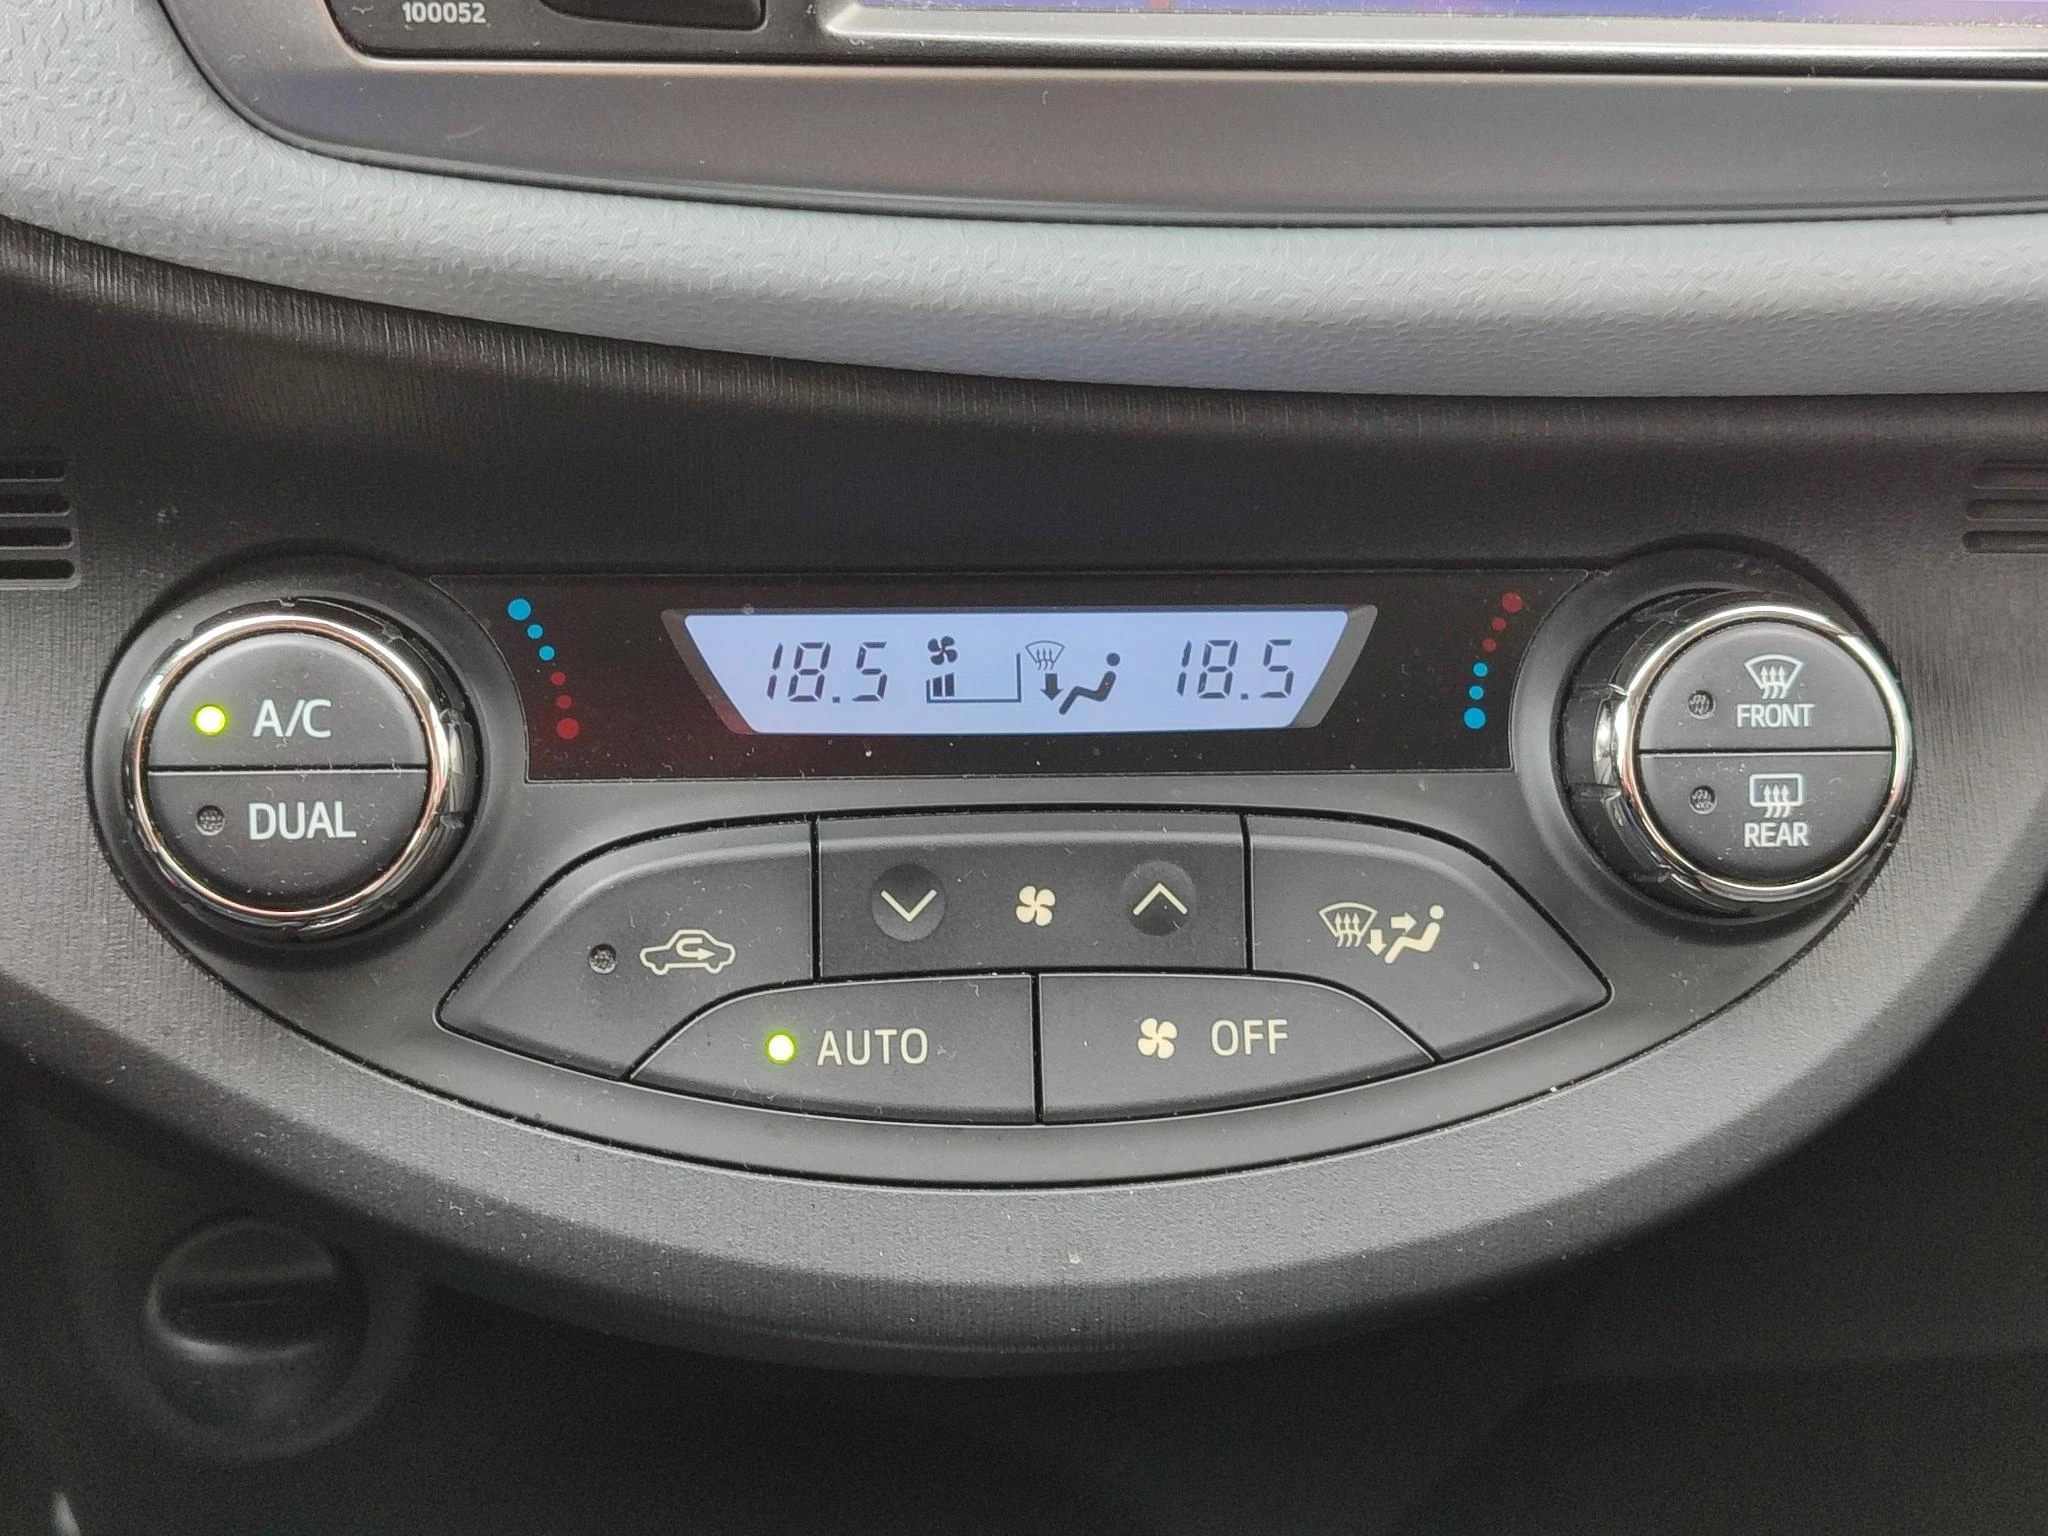 100052
18.5 18.5
A/C
DUAL
FRONT
REAR
AUTO
OFF